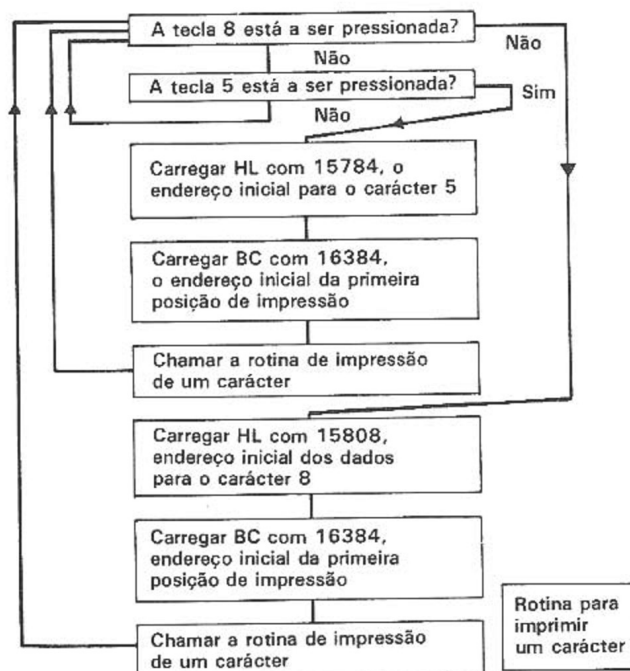 A tecla 8 está a ser pressionada?
Não
Não
A tecla 5 está a ser pressionada?
Sim
Não
Carregar HL com 15784, o
endereço inicial para o carácter 5
Carregar BC com 16384,
o endereço inicial da primeira
posição de impressão
Chamar a rotina de impressão
de um carácter
Carregar HL com 15808,
endereço inicial dos dados
para o carácter 8
Carregar BC com 16384,
endereço inicial da primeira
posição de impressão
Chamar a rotina de impressão
de um carácter
Rotina para
imprimir
um carácter